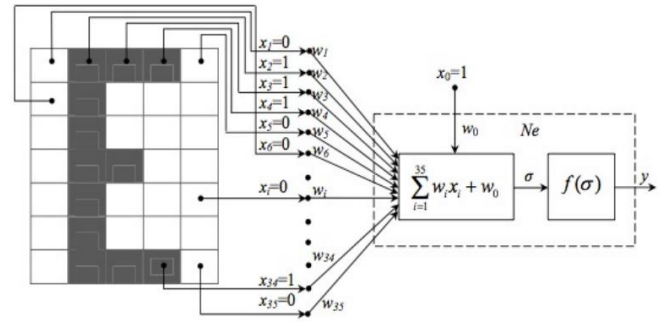 x1=0
w1
x2=1
w2
x3=1
w3
x4=1
w4
x5=0
w5
x6=0
w6
xi=0
wi
x34=1
w34
x35=0
w35
x0=1
w0
Ne
35
∑ wixi + w0
i=1
σ
f(σ)
y